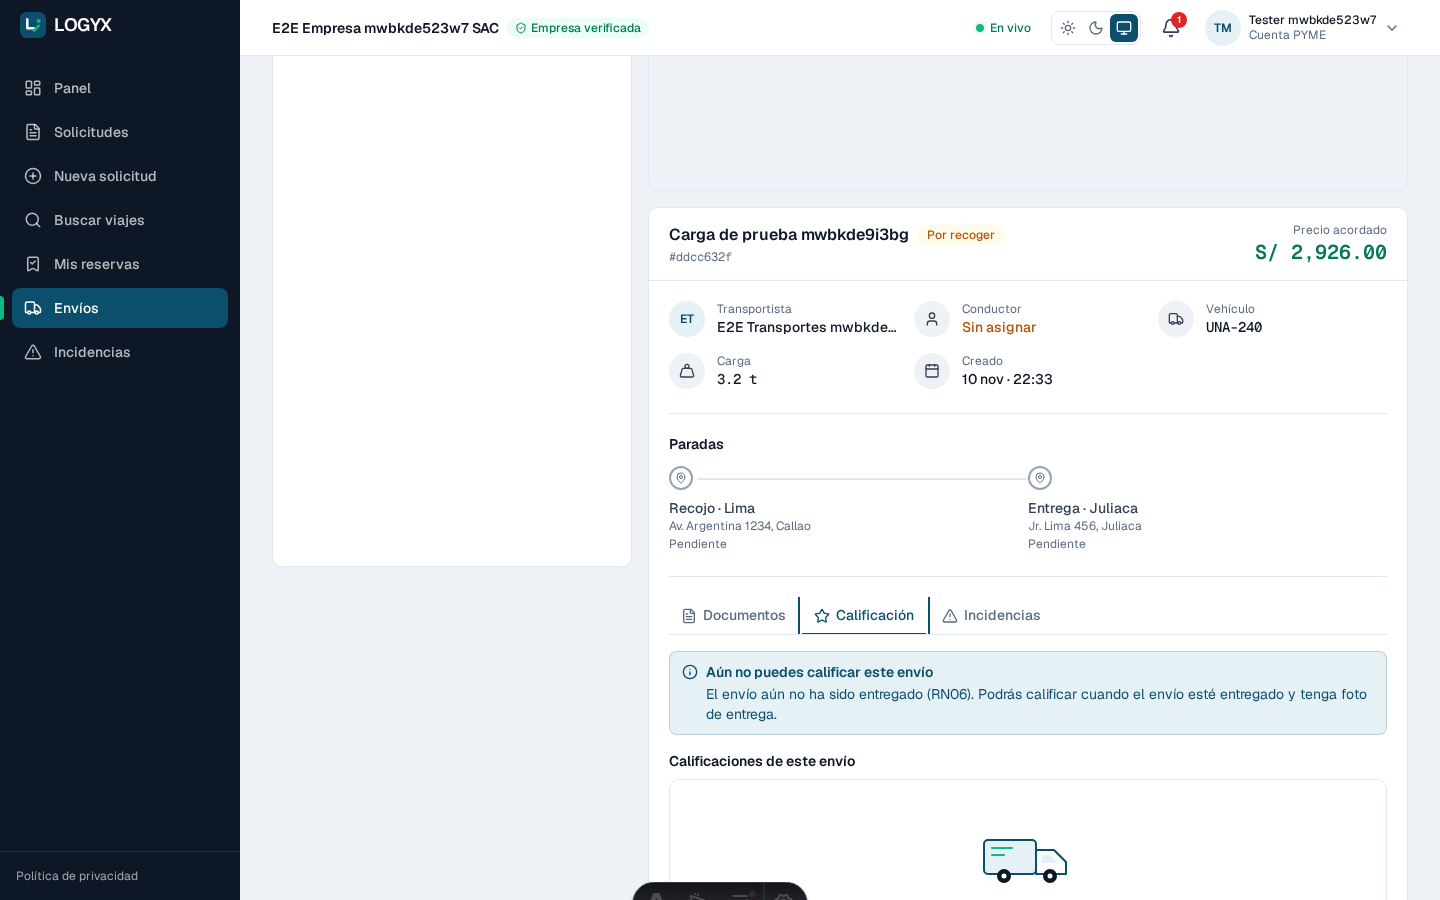 LOGYX
Panel
Solicitudes
Nueva solicitud
Buscar viajes
Mis reservas
Envíos
Incidencias
Política de privacidad
E2E Empresa mwbkde523w7 SAC
Empresa verificada
En vivo
1
TM
Tester mwbkde523w7
Cuenta PYME
Carga de prueba mwbkde9i3bg
Por recoger
#ddcc632f
Precio acordado
S/ 2,926.00
ET
Transportista
E2E Transportes mwbkde...
Conductor
Sin asignar
Vehículo
UNA-240
Carga
3.2 t
Creado
10 nov · 22:33
Paradas
Recojo · Lima
Av. Argentina 1234, Callao
Pendiente
Entrega · Juliaca
Jr. Lima 456, Juliaca
Pendiente
Documentos
Calificación
Incidencias
Aún no puedes calificar este envío
El envío aún no ha sido entregado (RN06). Podrás calificar cuando el envío esté entregado y tenga foto
de entrega.
Calificaciones de este envío